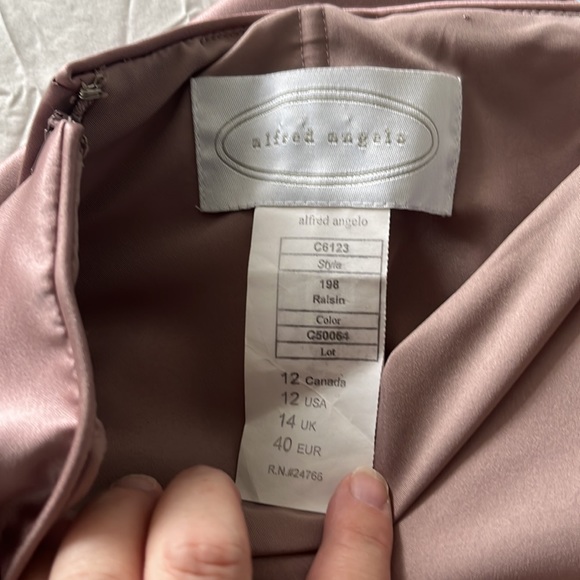 alfred angelo
alfred angelo
C6123
Style
198
Raisin
Color
C50064
Lot
12 Canada
12 USA
14 UK
40 EUR
R.N.#24766